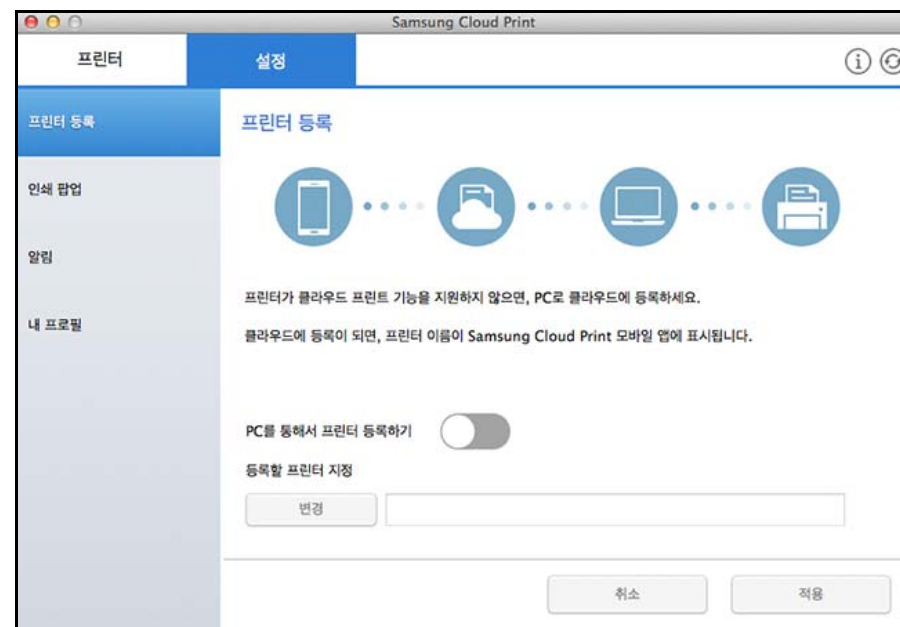 Samsung Cloud Print
프린터
설정
프린터 등록
인쇄 팝업
알림
내 프로필
프린터 등록
프린터가 클라우드 프린트 기능을 지원하지 않으면, PC로 클라우드에 등록하세요.
클라우드에 등록이 되면, 프린터 이름이 Samsung Cloud Print 모바일 앱에 표시됩니다.
PC를 통해서 프린터 등록하기
등록할 프린터 지정
변경
취소
적용